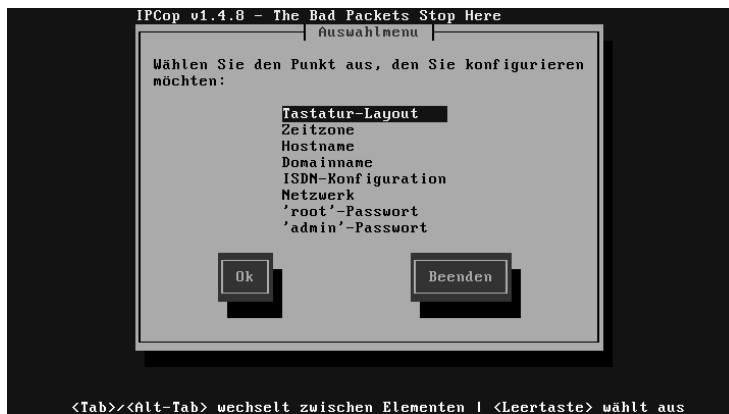 IPCop v1.4.8 - The Bad Packets Stop Here
Auswahlmenu
Wählen Sie den Punkt aus, den Sie konfigurieren
möchten:
Tastatur-Layout
Zeitzone
Hostname
Domainname
ISDN-Konfiguration
Netzwerk
'root'-Passwort
'admin'-Passwort
Ok Beenden
<Tab>/<Alt-Tab> wechselt zwischen Elementen | <Leertaste> wählt aus